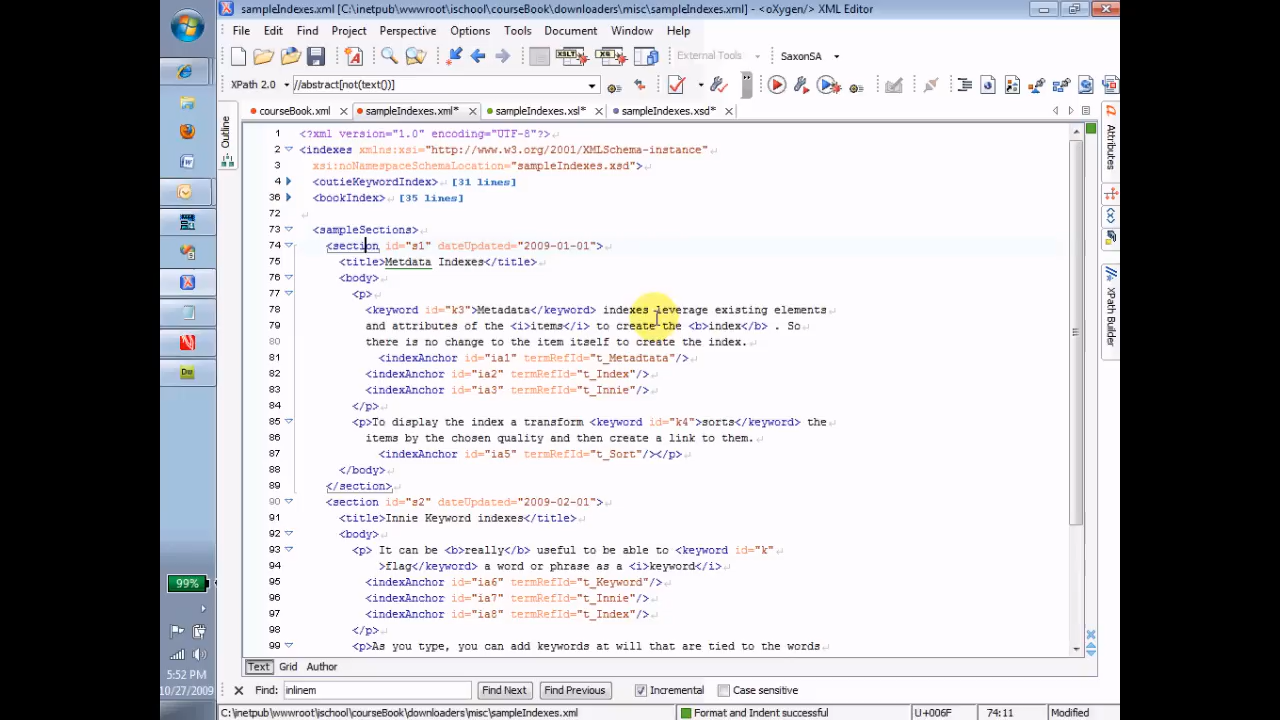 sampleIndexes.xml [C:\inetpub\wwwroot\ischool\courseBook\downloaders\misc\sampleIndexes.xml] - <oXygen/> XML Editor
File Edit Find Project Perspective Options Tools Document Window Help
External Tools SaxonSA
XPath 2.0 //abstract[not(text())]
courseBook.xml sampleIndexes.xml* sampleIndexes.xsl* sampleIndexes.xsd*
Outline
Attributes
XPath Builder
1 <?xml version="1.0" encoding="UTF-8"?>
2 <indexes xmlns:xsi="http://www.w3.org/2001/XMLSchema-instance"
3 xsi:noNamespaceSchemaLocation="sampleIndexes.xsd">
4 <outieKeywordIndex> [31 lines]
36 <bookIndex> [35 lines]
72
73 <sampleSections>
74 <section id="s1" dateUpdated="2009-01-01">
75 <title>Metdata Indexes</title>
76 <body>
77 <p>
78 <keyword id="k3">Metadata</keyword> indexes leverage existing elements
79 and attributes of the <i>items</i> to create the <b>index</b> . So
80 there is no change to the item itself to create the index.
81 <indexAnchor id="ia1" termRefId="t_Metadtata"/>
82 <indexAnchor id="ia2" termRefId="t_Index"/>
83 <indexAnchor id="ia3" termRefId="t_Innie"/>
84 </p>
85 <p>To display the index a transform <keyword id="k4">sorts</keyword> the
86 items by the chosen quality and then create a link to them.
87 <indexAnchor id="ia5" termRefId="t_Sort"/></p>
88 </body>
89 </section>
90 <section id="s2" dateUpdated="2009-02-01">
91 <title>Innie Keyword indexes</title>
92 <body>
93 <p> It can be <b>really</b> useful to be able to <keyword id="k"
94 >flag</keyword> a word or phrase as a <i>keyword</i>
95 <indexAnchor id="ia6" termRefId="t_Keyword"/>
96 <indexAnchor id="ia7" termRefId="t_Innie"/>
97 <indexAnchor id="ia8" termRefId="t_Index"/>
98 </p>
99 <p>As you type, you can add keywords at will that are tied to the words
Text Grid Author
Find: inlinem Find Next Find Previous Incremental Case sensitive
C:\inetpub\wwwroot\ischool\courseBook\downloaders\misc\sampleIndexes.xml Format and Indent successful U+006F 74:11 Modified
99%
5:52 PM
10/27/2009